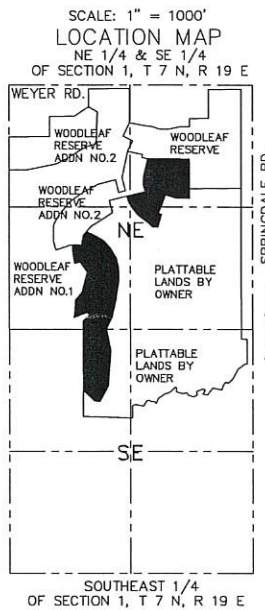 SCALE: 1" = 1000'
LOCATION MAP
NE 1/4 & SE 1/4
OF SECTION 1, T 7 N, R 19 E
WEYER RD.
WOODLEAF
RESERVE
ADDN NO.2
WOODLEAF
RESERVE
SPRINGDALE RD.
WOODLEAF
RESERVE
ADDN NO.2
NE
WOODLEAF
RESERVE
ADDN NO.1
PLATTABLE
LANDS BY
OWNER
PLATTABLE
LANDS BY
OWNER
SE
SOUTHEAST 1/4
OF SECTION 1, T 7 N, R 19 E